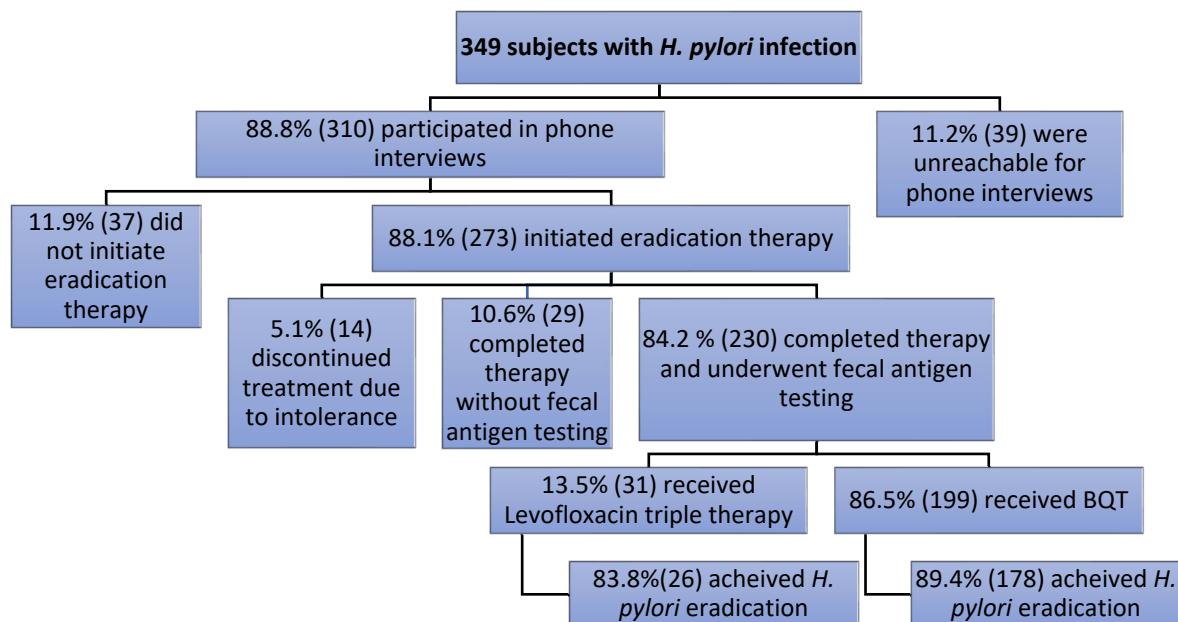 349 subjects with H. pylori infection
88.8% (310) participated in phone
interviews
11.2% (39) were
unreachable for
phone interviews
11.9% (37) did
not initiate
eradication
therapy
88.1% (273) initiated eradication therapy
5.1% (14)
discontinued
treatment due
to intolerance
10.6% (29)
completed
therapy
without fecal
antigen testing
84.2 % (230) completed therapy
and underwent fecal antigen
testing
13.5% (31) received
Levofloxacin triple therapy
86.5% (199) received BQT
83.8%(26) acheived H.
pylori eradication
89.4% (178) acheived H.
pylori eradication